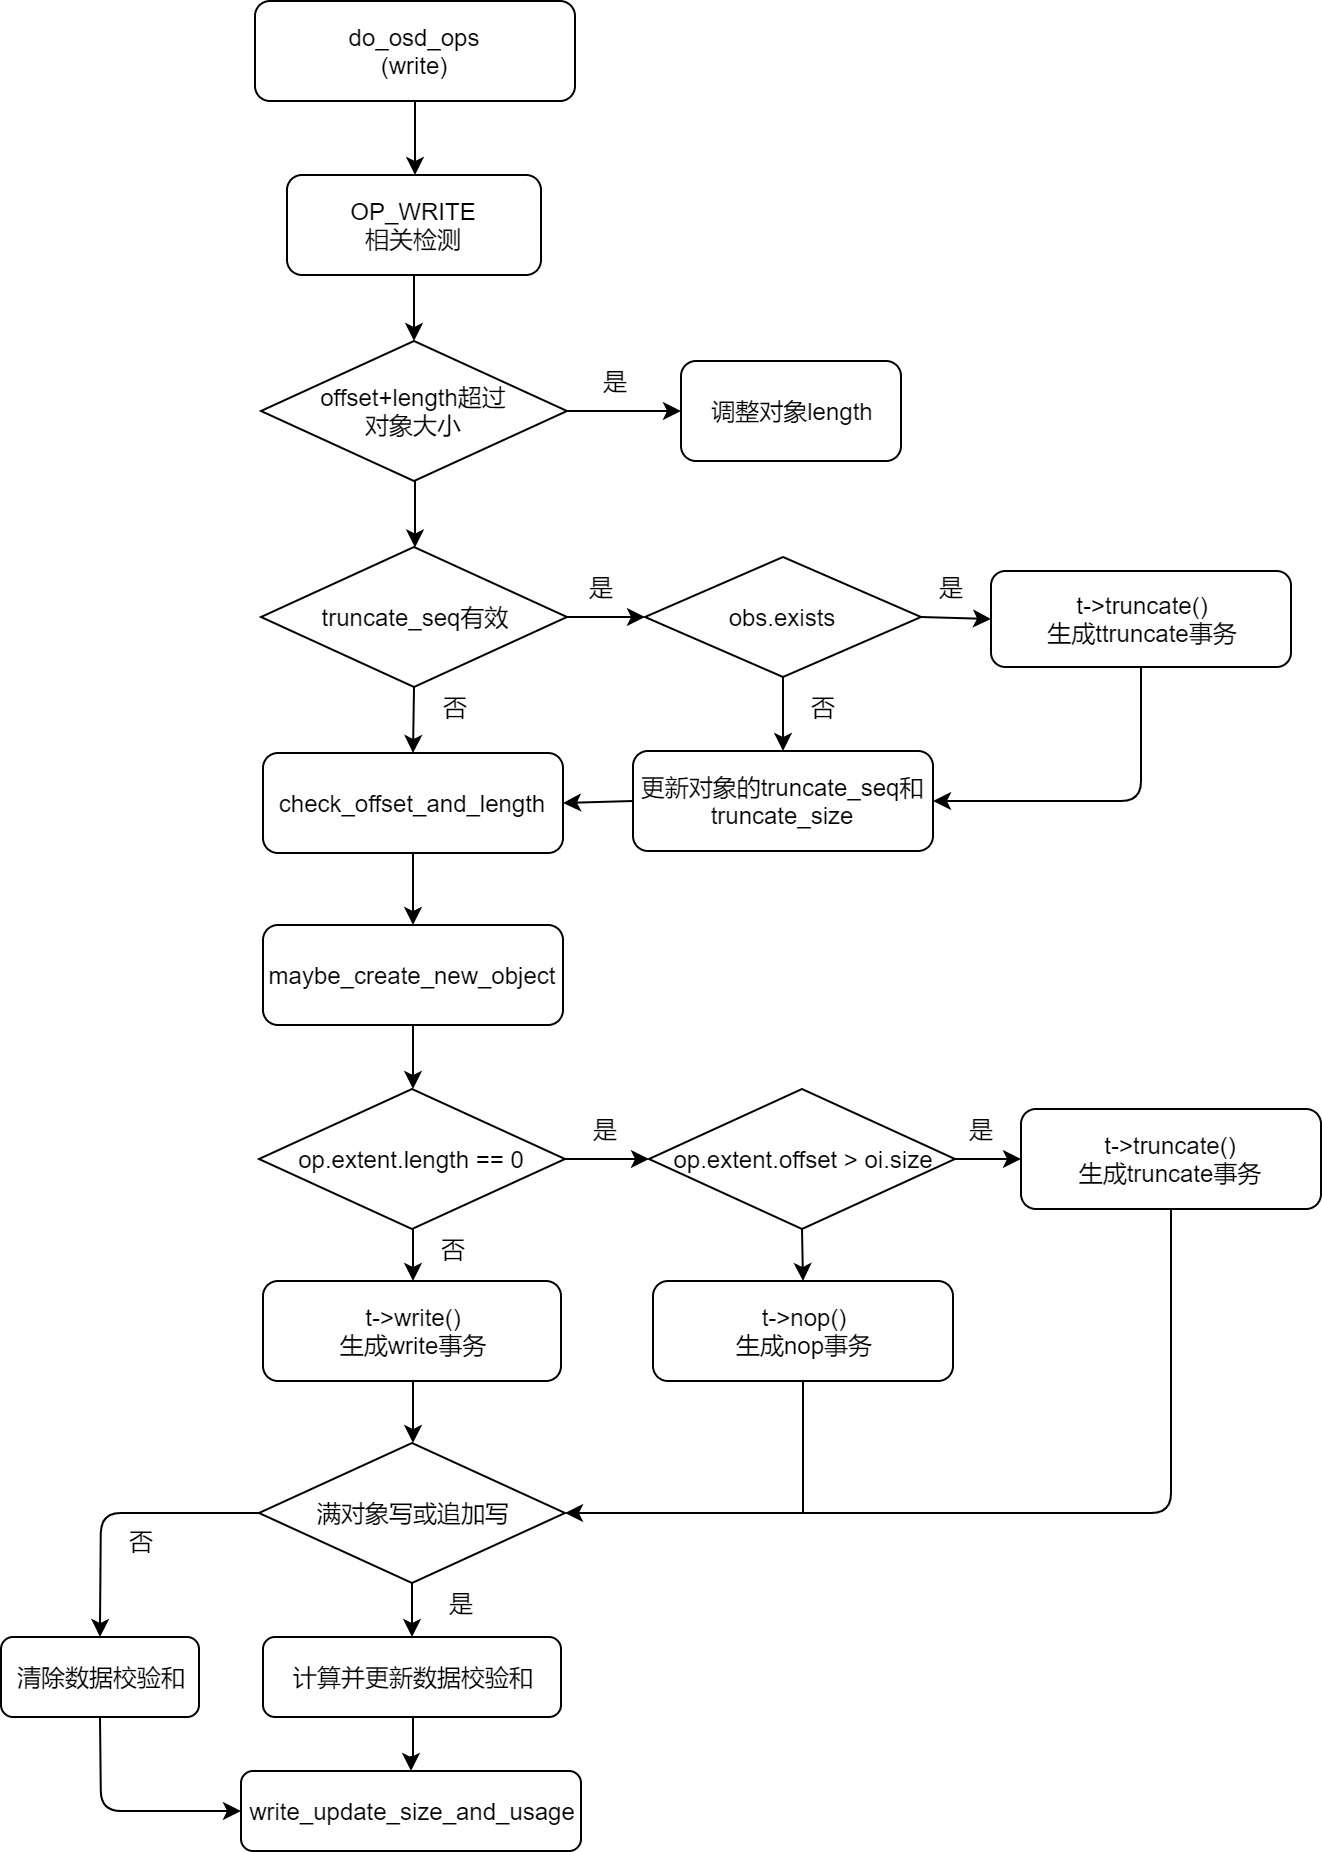 do_osd_ops
(write)
OP_WRITE
相关检测
offset+length超过
对象大小
是
调整对象length
truncate_seq有效
是
obs.exists
是
t->truncate()
生成ttruncate事务
否
否
check_offset_and_length
更新对象的truncate_seq和
truncate_size
maybe_create_new_object
op.extent.length == 0
是
op.extent.offset > oi.size
是
t->truncate()
生成truncate事务
否
t->write()
生成write事务
t->nop()
生成nop事务
满对象写或追加写
否
是
清除数据校验和
计算并更新数据校验和
write_update_size_and_usage